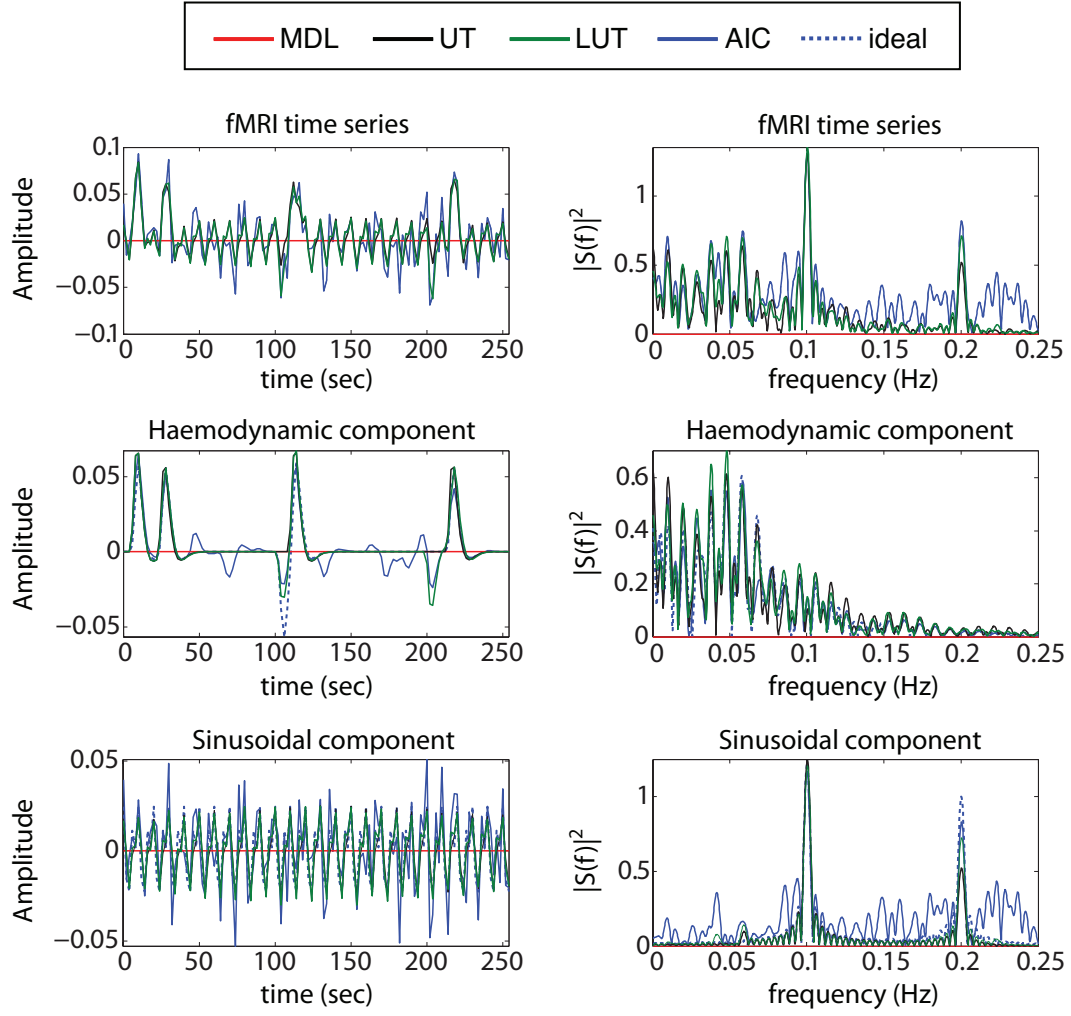 MDL UT LUT AIC ideal
fMRI time series
fMRI time series
Amplitude
0.1
0.05
0
−0.05
−0.1
0 50 100 150 200 250
time (sec)
|S(f)|^2
1
0.5
0
0 0.05 0.1 0.15 0.2 0.25
frequency (Hz)
Haemodynamic component
Haemodynamic component
Amplitude
0.05
0
−0.05
0 50 100 150 200 250
time (sec)
|S(f)|^2
0.6
0.4
0.2
0
0 0.05 0.1 0.15 0.2 0.25
frequency (Hz)
Sinusoidal component
Sinusoidal component
Amplitude
0.05
0
−0.05
0 50 100 150 200 250
time (sec)
|S(f)|^2
1
0.5
0
0 0.05 0.1 0.15 0.2 0.25
frequency (Hz)